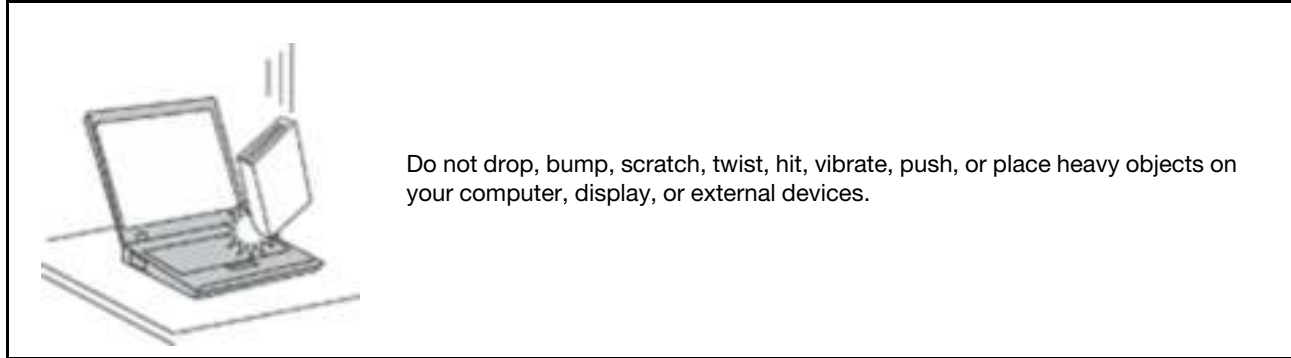 Do not drop, bump, scratch, twist, hit, vibrate, push, or place heavy objects on
your computer, display, or external devices.